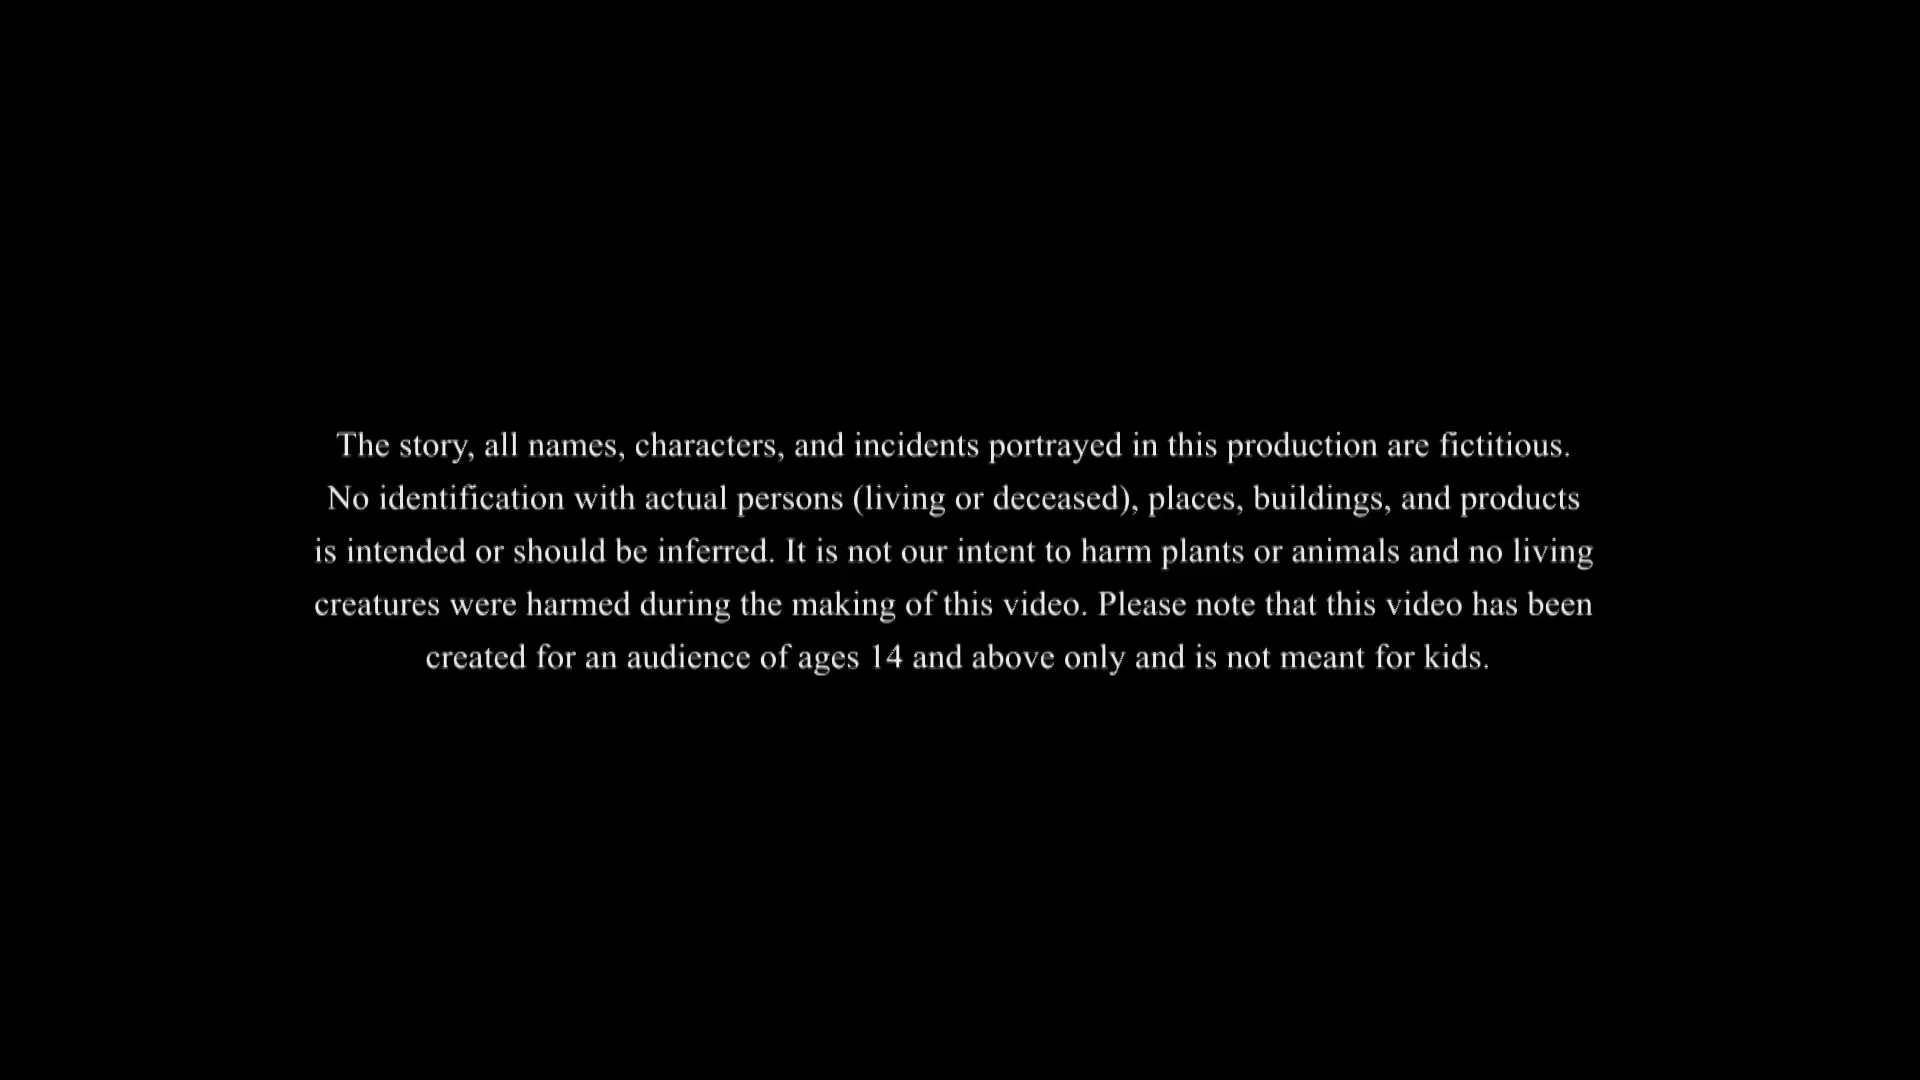 The story, all names, characters, and incidents portrayed in this production are fictitious.
No identification with actual persons (living or deceased), places, buildings, and products
is intended or should be inferred. It is not our intent to harm plants or animals and no living
creatures were harmed during the making of this video. Please note that this video has been
created for an audience of ages 14 and above only and is not meant for kids.